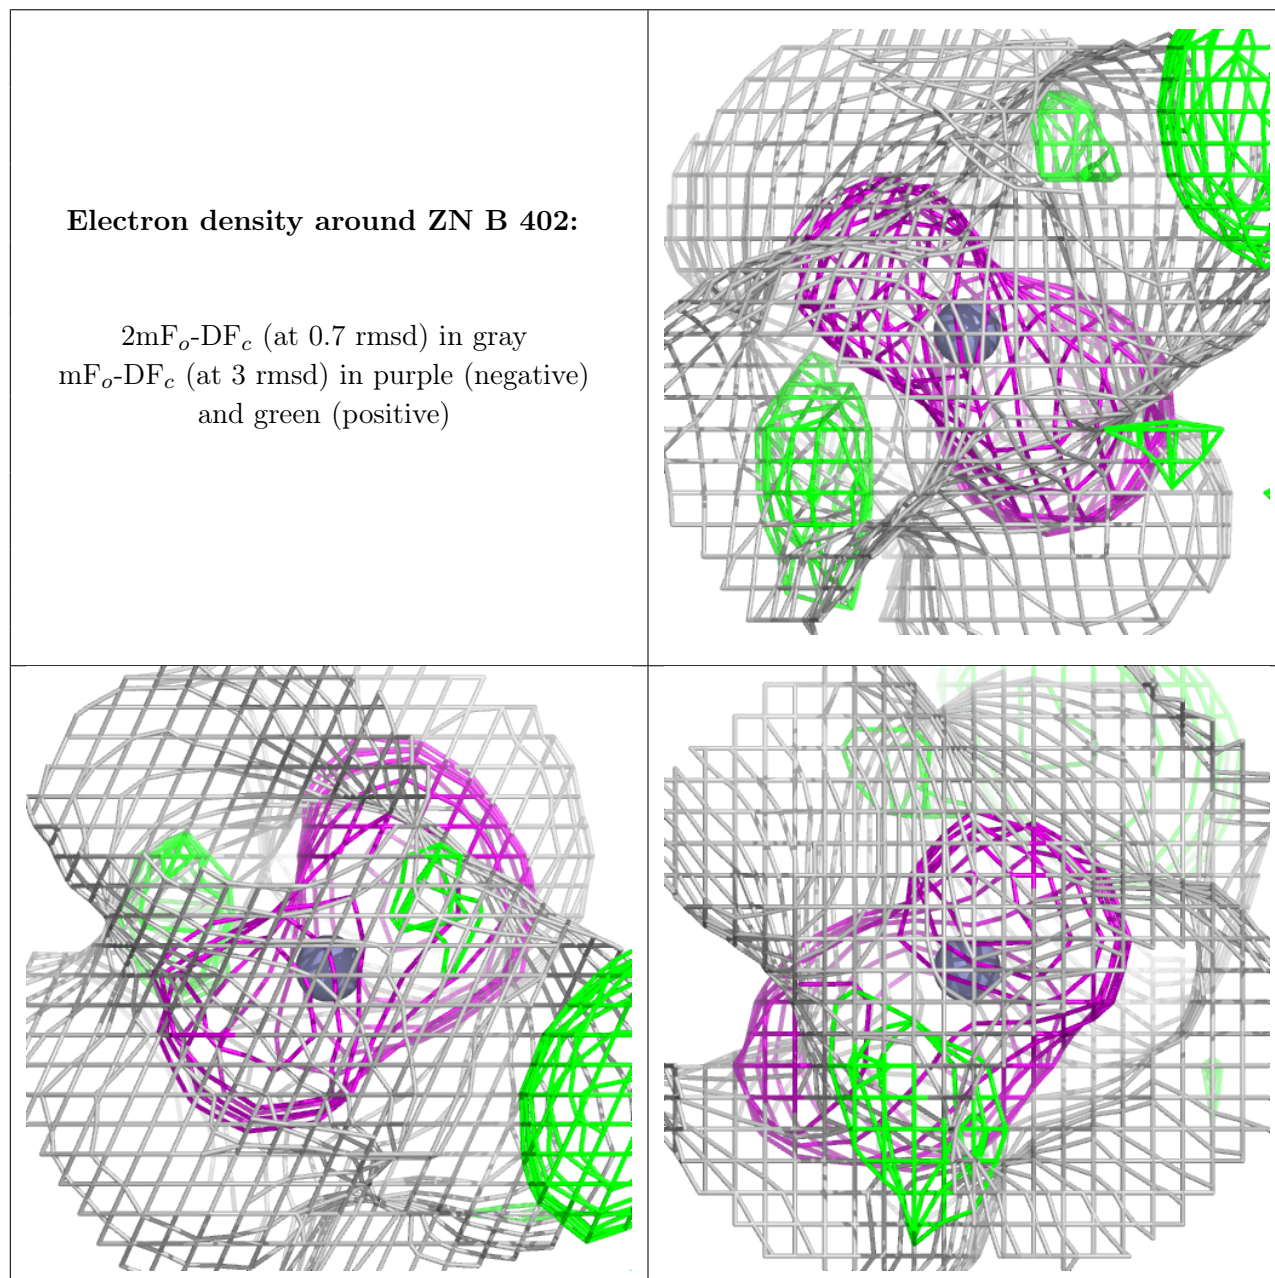 Electron density around ZN B 402:
2mFo-DFc (at 0.7 rmsd) in gray
mFo-DFc (at 3 rmsd) in purple (negative)
and green (positive)